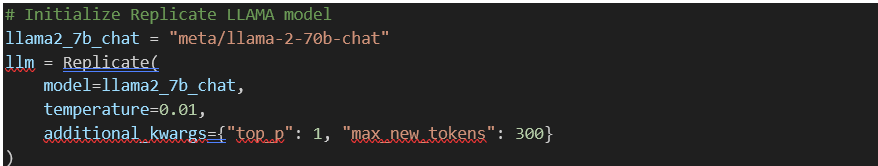 # Initialize Replicate LLAMA model
llama2_7b_chat = "meta/llama-2-70b-chat"
llm = Replicate(
    model=llama2_7b_chat,
    temperature=0.01,
    additional_kwargs={"top_p": 1, "max_new_tokens": 300}
)